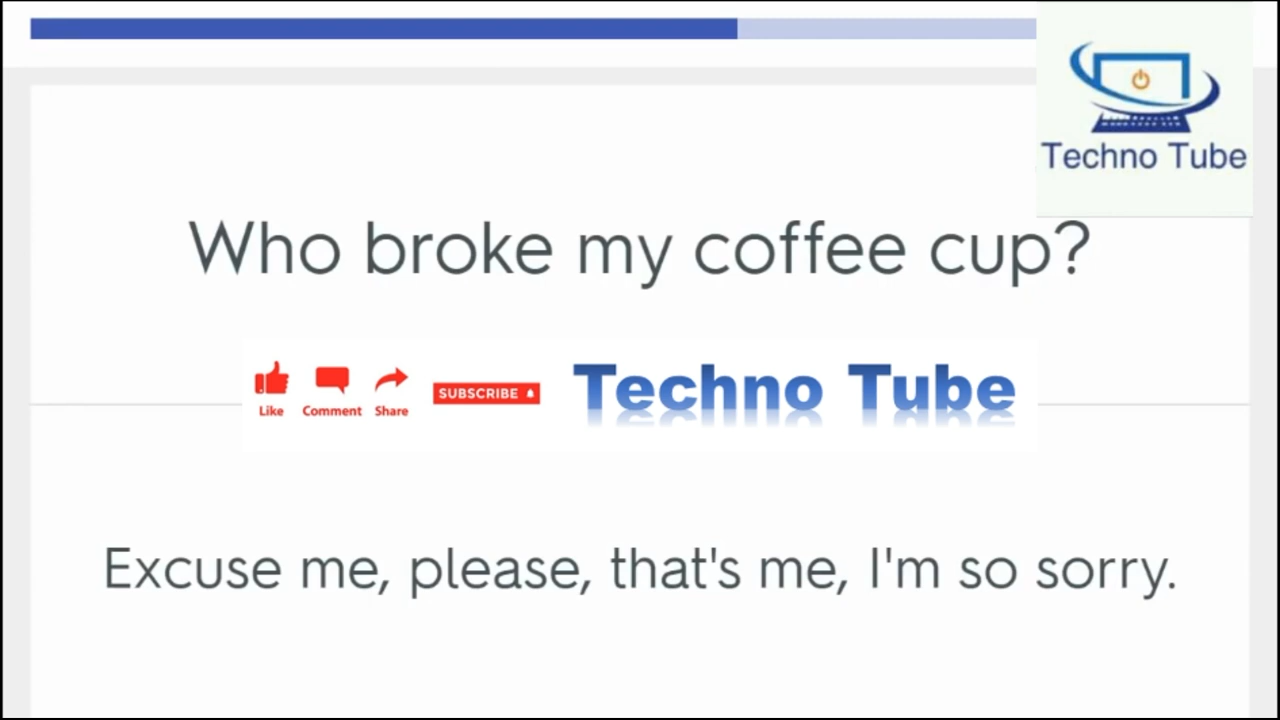 Techno Tube
Who broke my coffee cup?
Like Comment Share SUBSCRIBE Techno Tube
Excuse me, please, that's me, I'm so sorry.